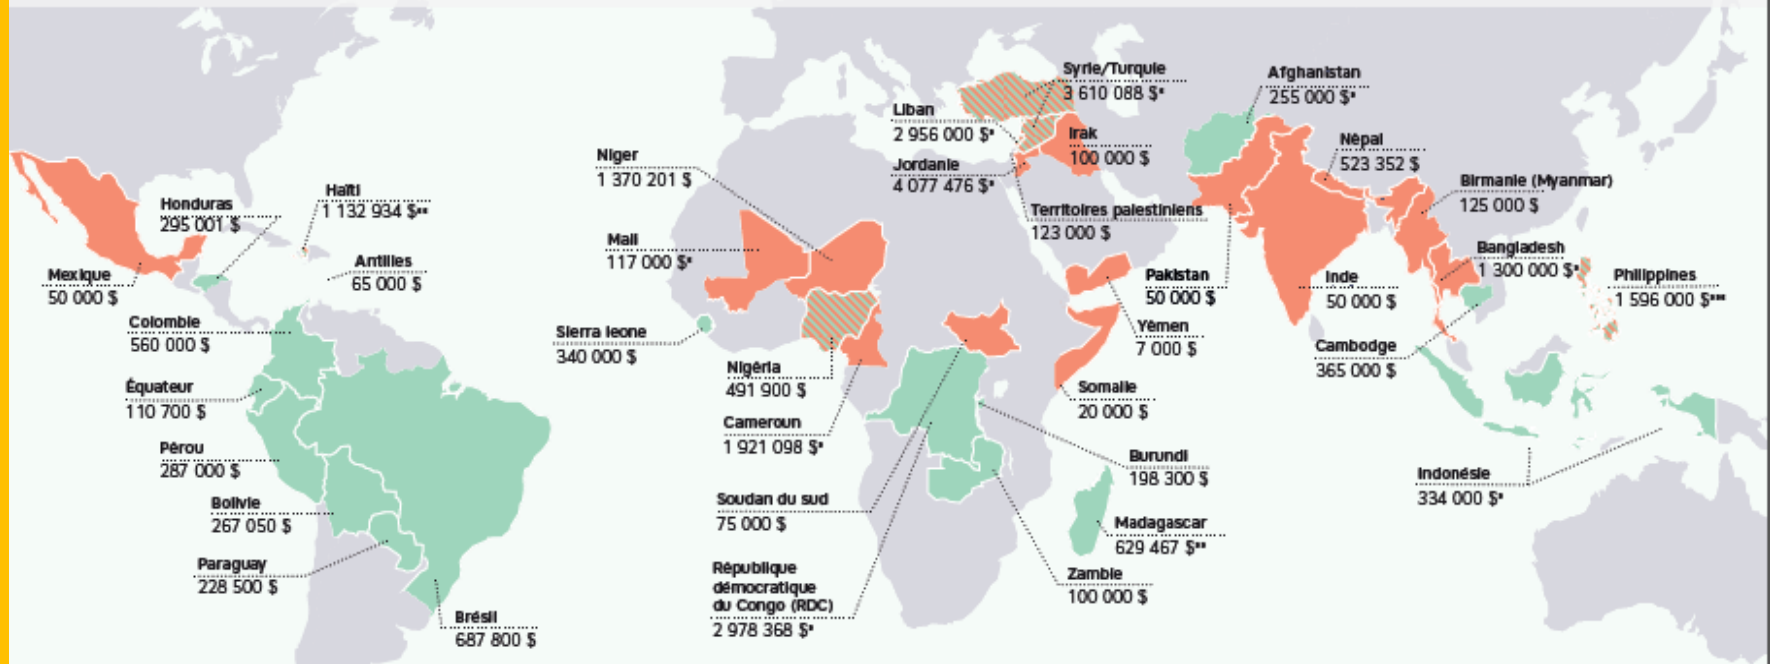 Mexique
50 000 $
Honduras
295 001 $
Haïti
1 132 934 $**
Antilles
65 000 $
Colombie
560 000 $
Équateur
110 700 $
Pérou
287 000 $
Bolivie
267 050 $
Paraguay
228 500 $
Brésil
687 800 $
Niger
1 370 201 $
Mali
117 000 $*
Sierra leone
340 000 $
Nigéria
491 900 $
Cameroun
1 921 098 $*
Soudan du sud
75 000 $
République
démocratique
du Congo (RDC)
2 978 368 $*
Syrie/Turquie
3 610 088 $*
Liban
2 956 000 $*
Irak
100 000 $
Jordanie
4 077 476 $*
Territoires palestiniens
123 000 $
Yémen
7 000 $
Somalie
20 000 $
Burundi
198 300 $
Madagascar
629 467 $**
Zambie
100 000 $
Afghanistan
255 000 $*
Népal
523 352 $
Birmanie (Myanmar)
125 000 $
Bangladesh
1 300 000 $*
Pakistan
50 000 $
Inde
50 000 $
Philippines
1 596 000 $***
Cambodge
365 000 $
Indonésie
334 000 $*